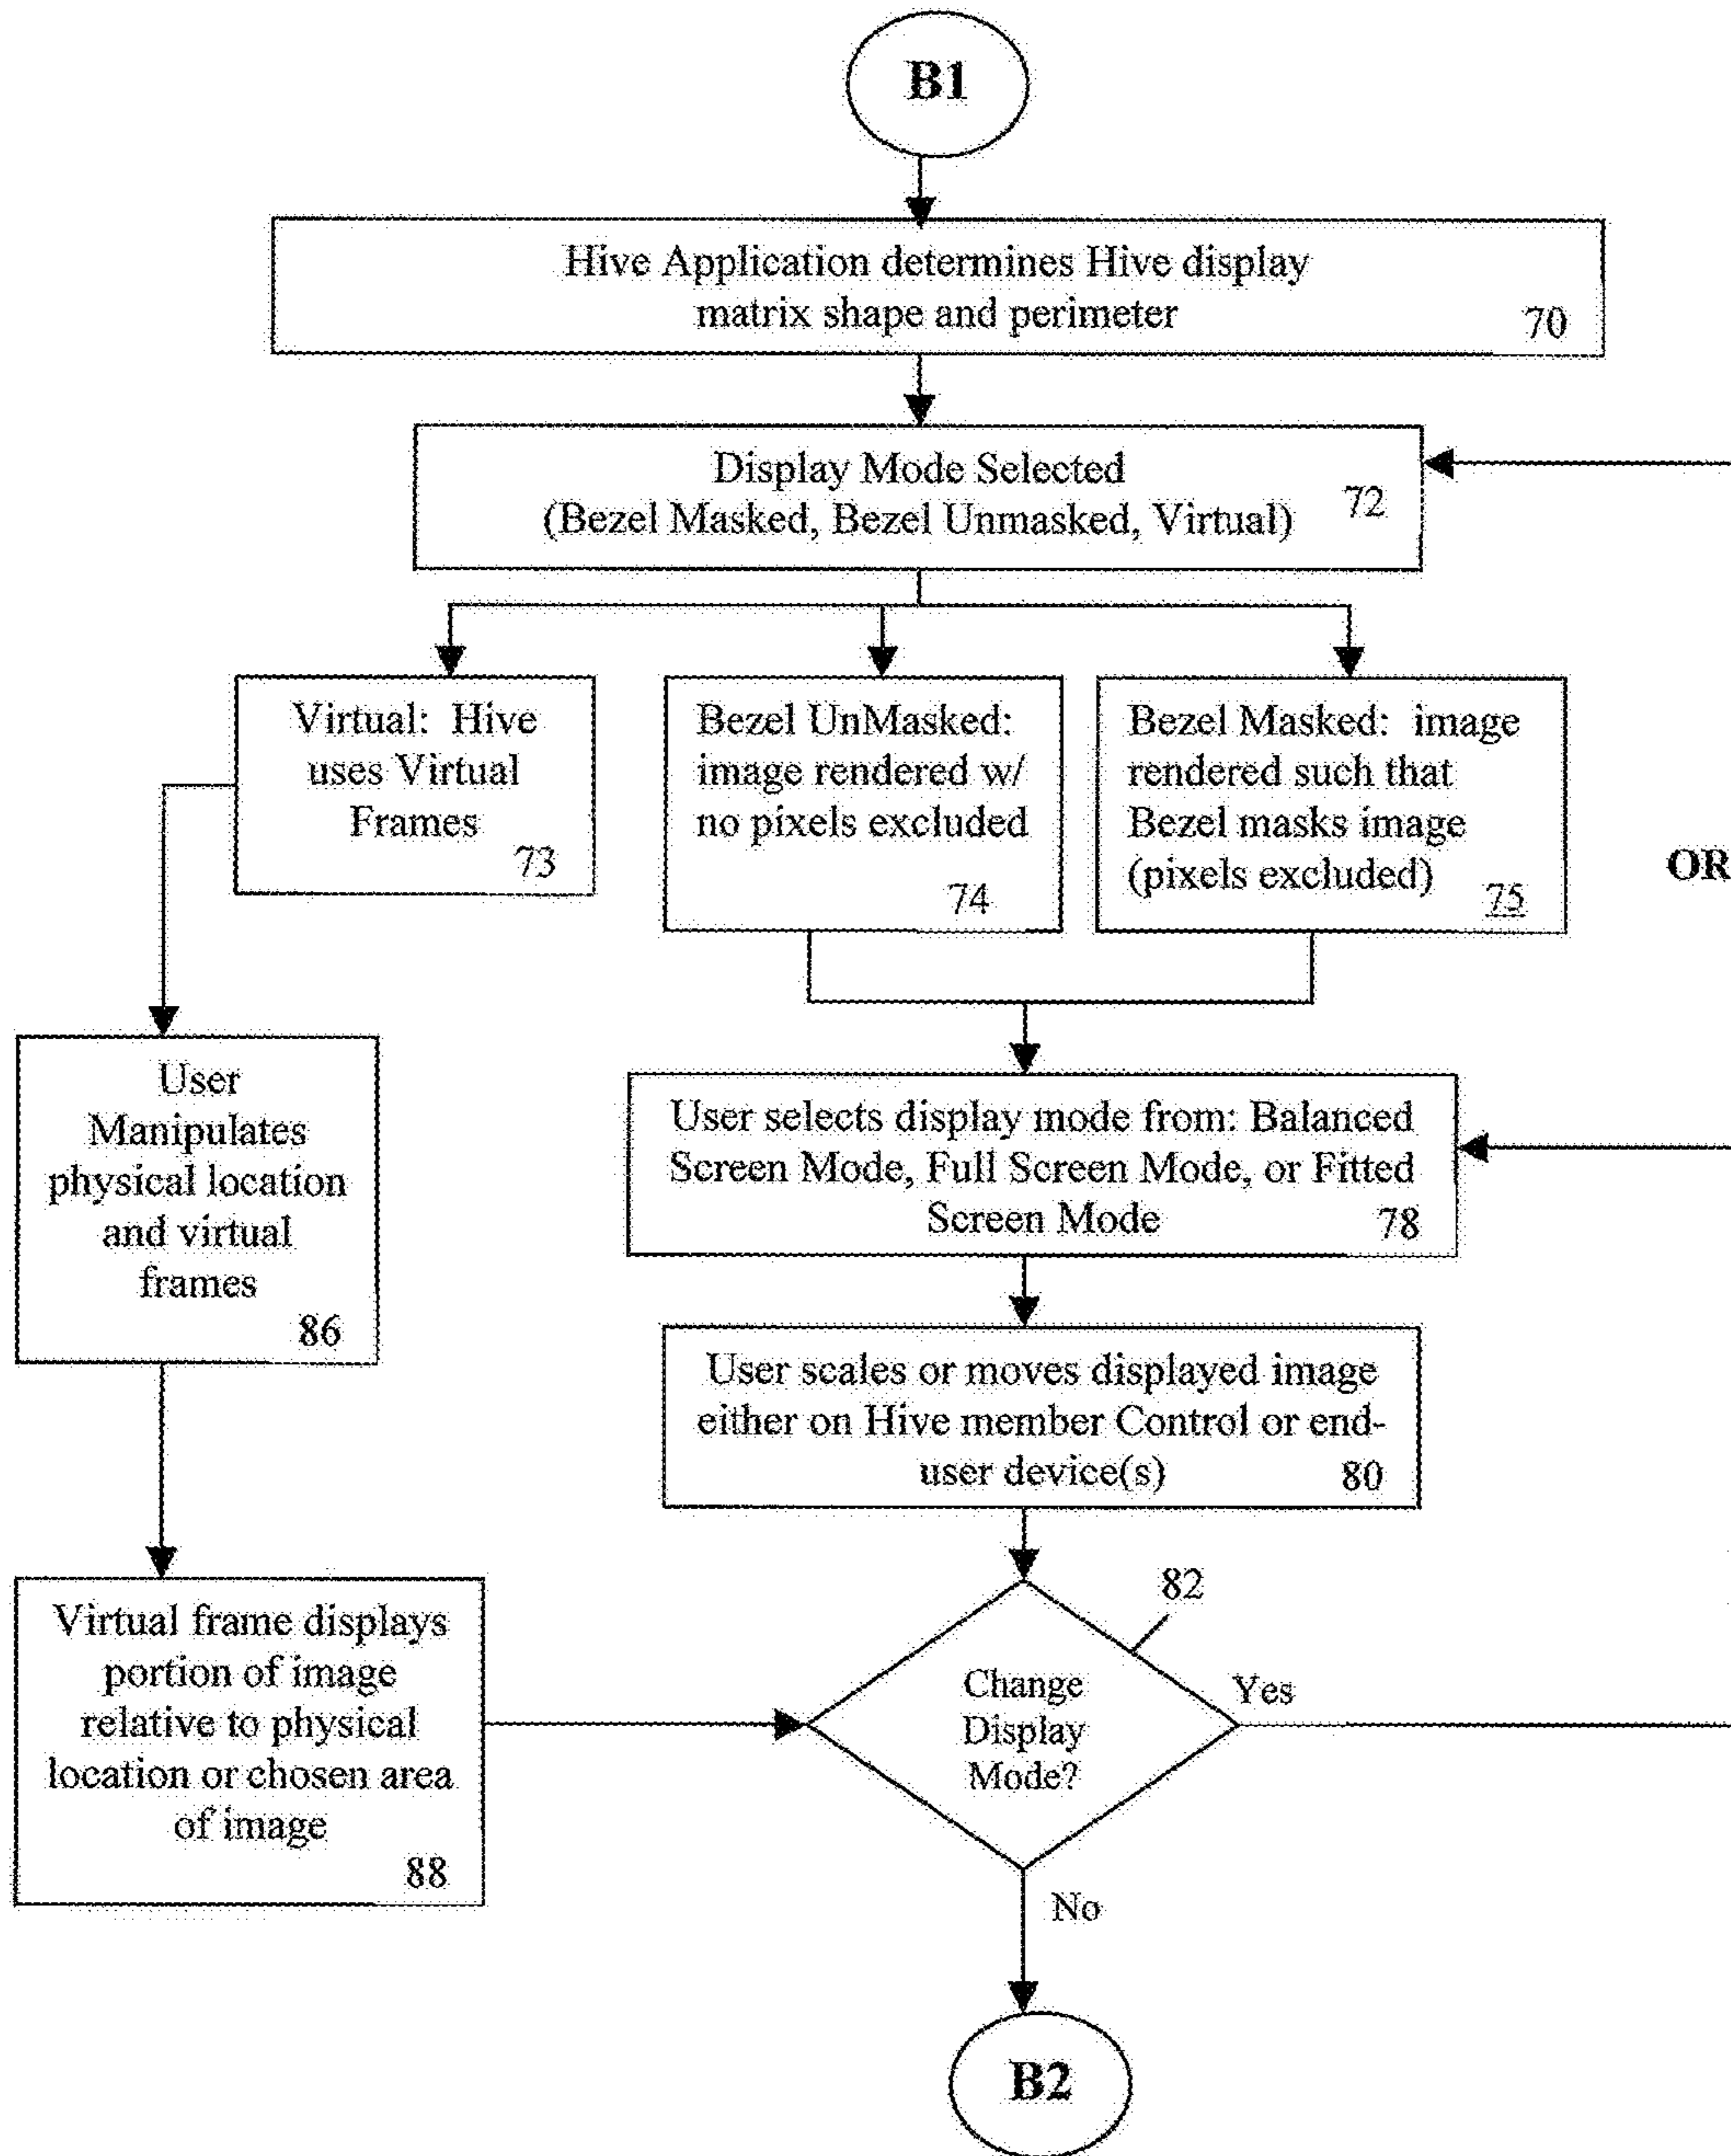 B1
Hive Application determines Hive display
matrix shape and perimeter
70
Display Mode Selected
(Bezel Masked, Bezel Unmasked, Virtual)
72
Virtual: Hive
uses Virtual
Frames
73
Bezel UnMasked:
image rendered w/
no pixels excluded
74
Bezel Masked: image
rendered such that
Bezel masks image
(pixels excluded)
75
OR
User
Manipulates
physical location
and virtual
frames
86
User selects display mode from: Balanced
Screen Mode, Full Screen Mode, or Fitted
Screen Mode
78
User scales or moves displayed image
either on Hive member Control or end-
user device(s)
80
Virtual frame displays
portion of image
relative to physical
location or chosen area
of image
88
82
Change
Display
Mode?
Yes
No
B2